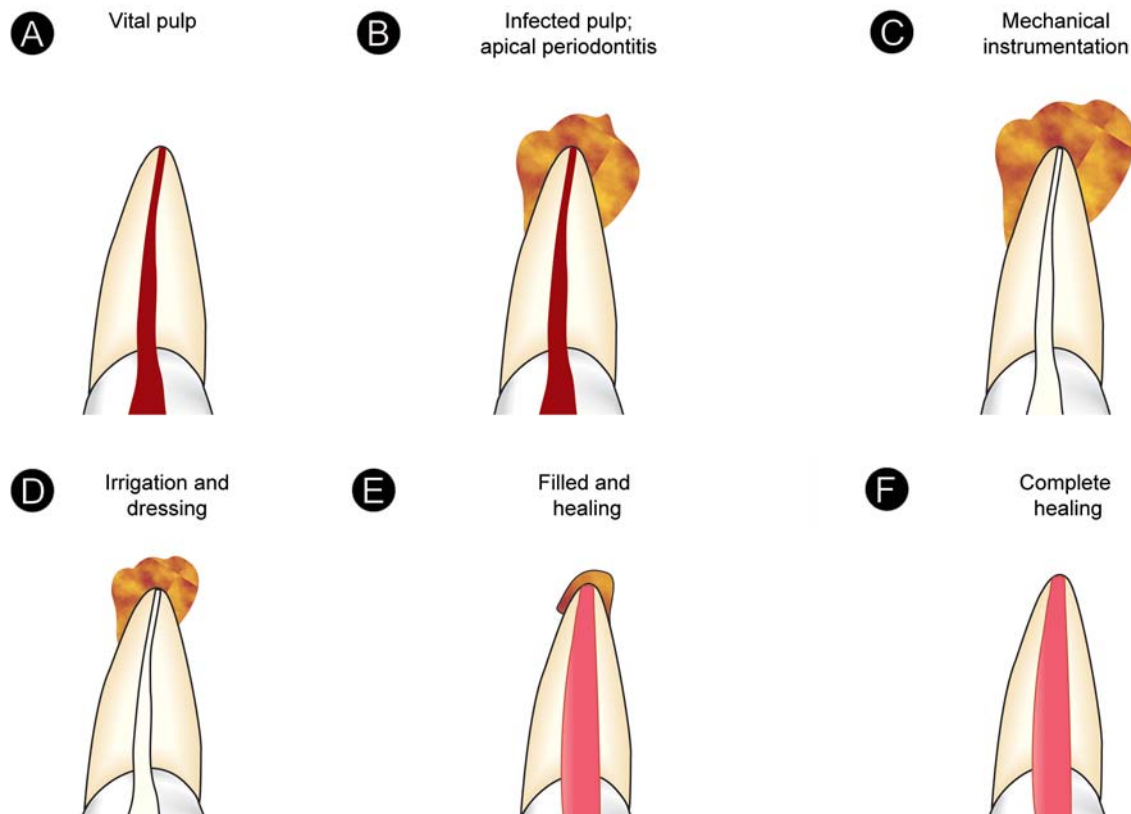 A
Vital pulp
B
Infected pulp;
apical periodontitis
C
Mechanical
instrumentation
D
Irrigation and
dressing
E
Filled and
healing
F
Complete
healing